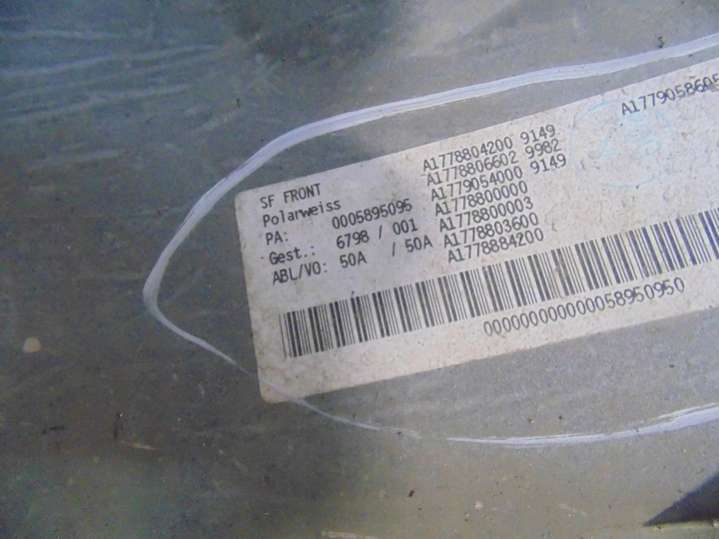 SF FRONT
Polarweiss
PA: 0005895095
Gest.: 6798 / 001
ABL/VO: 50A / 50A
A1778804200 9149
A1778806602 9982
A1779054000 9149
A1778800000
A1778800003
A1778803600
A1778884200
A1779058605
000000000000058950950